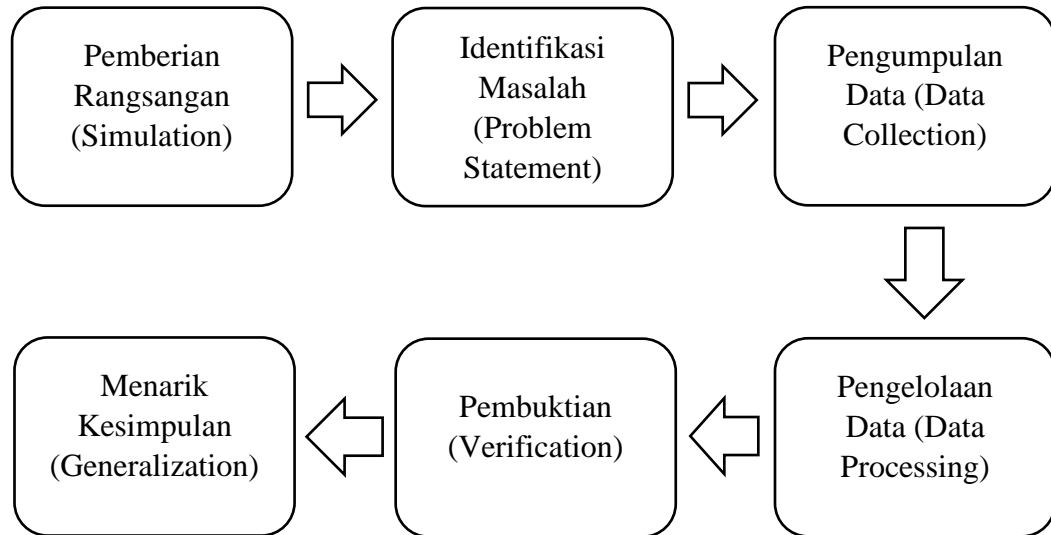 Pemberian
Rangsangan
(Simulation)
Identifikasi
Masalah
(Problem
Statement)
Pengumpulan
Data (Data
Collection)
Pengelolaan
Data (Data
Processing)
Pembuktian
(Verification)
Menarik
Kesimpulan
(Generalization)